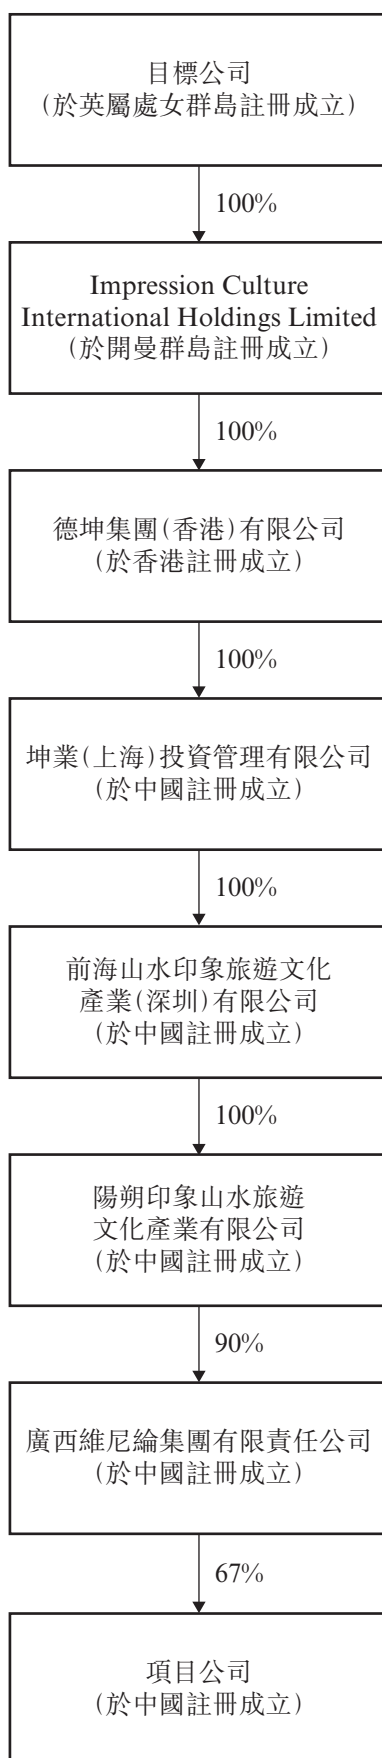 目標公司
(於英屬處女群島註冊成立)
100%
Impression Culture
International Holdings Limited
(於開曼群島註冊成立)
100%
德坤集團(香港)有限公司
(於香港註冊成立)
100%
坤業(上海)投資管理有限公司
(於中國註冊成立)
100%
前海山水印象旅遊文化
產業(深圳)有限公司
(於中國註冊成立)
100%
陽朔印象山水旅遊
文化產業有限公司
(於中國註冊成立)
90%
廣西維尼綸集團有限責任公司
(於中國註冊成立)
67%
項目公司
(於中國註冊成立)